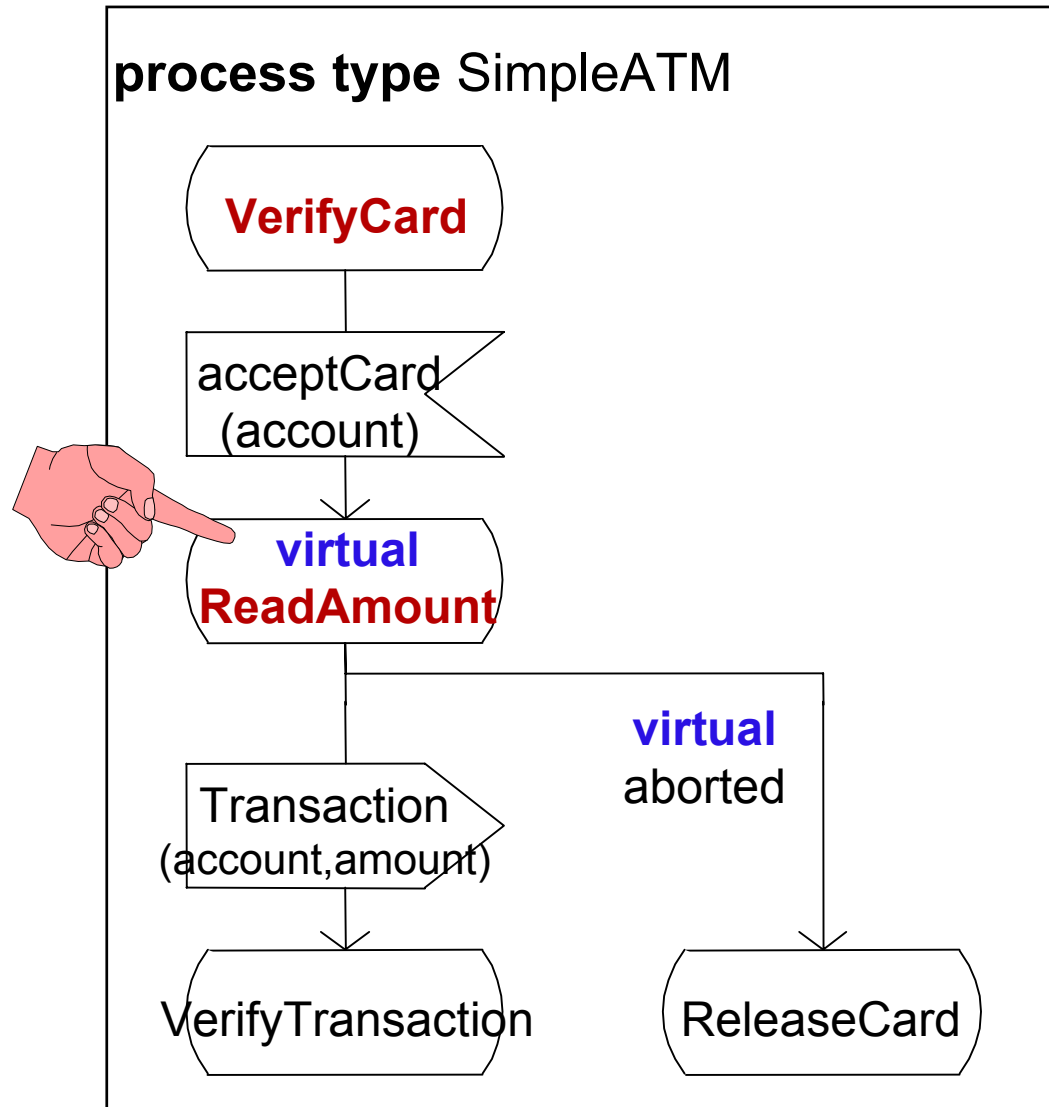 process type SimpleATM
VerifyCard
acceptCard
(account)
virtual
ReadAmount
Transaction
(account,amount)
virtual
aborted
VerifyTransaction
ReleaseCard